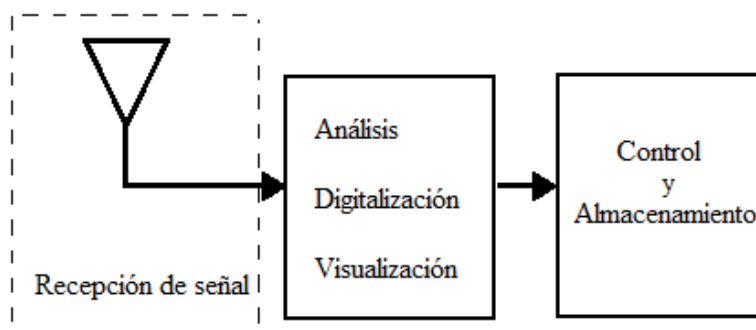 Recepción de señal
Análisis
Digitalización
Visualización
Control
y
Almacenamiento